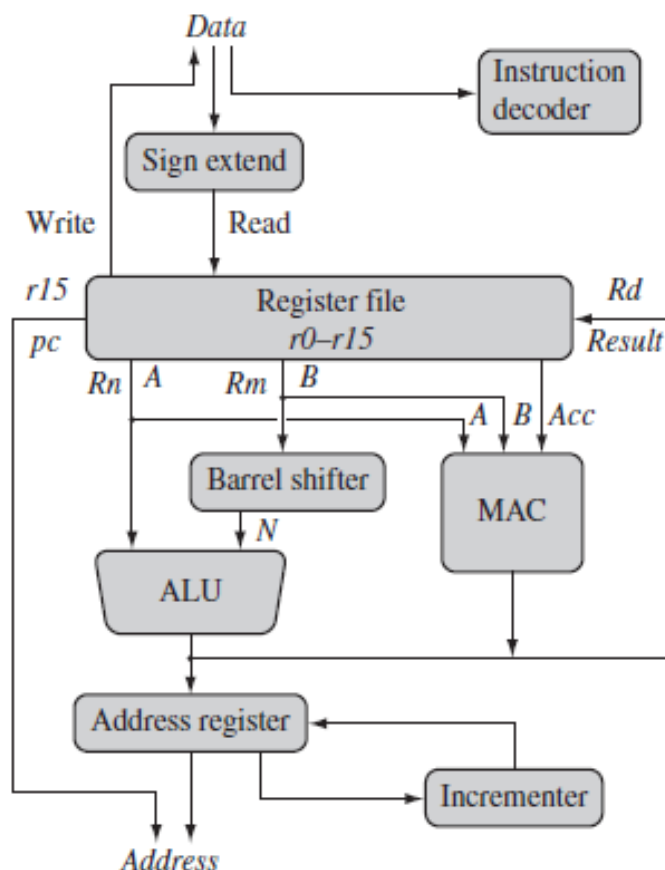 Data
Instruction
decoder
Sign extend
Write
Read
r15
Register file
Rd
pc
r0–r15
Result
Rn
A
Rm
B
A
B
Acc
Barrel shifter
MAC
N
ALU
Address register
Incrementer
Address